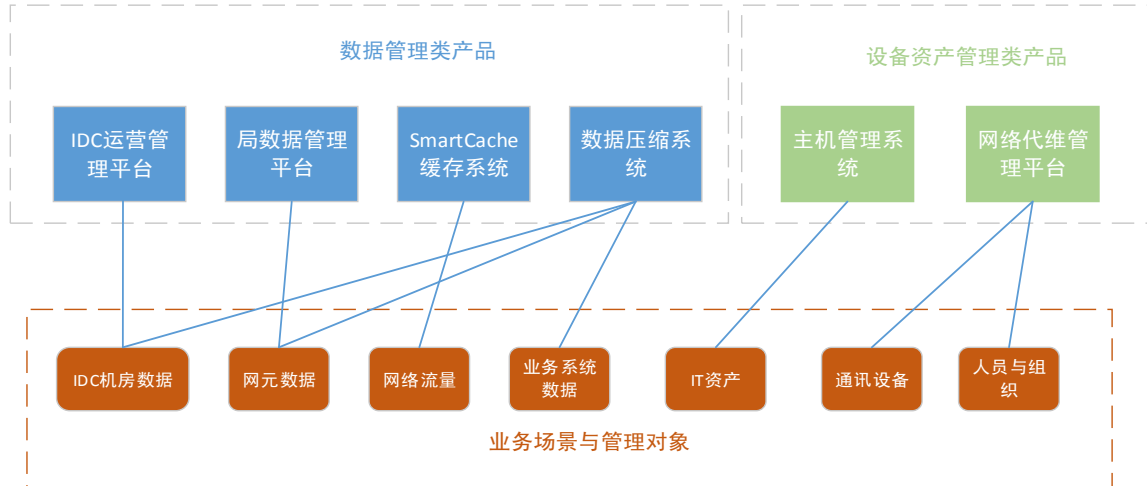 数据管理类产品
设备资产管理类产品
IDC运营管
理平台
局数据管理
平台
SmartCache
缓存系统
数据压缩系
统
主机管理系
统
网络代维管
理平台
IDC机房数据
网元数据
网络流量
业务系统
数据
IT资产
通讯设备
人员与组
织
业务场景与管理对象